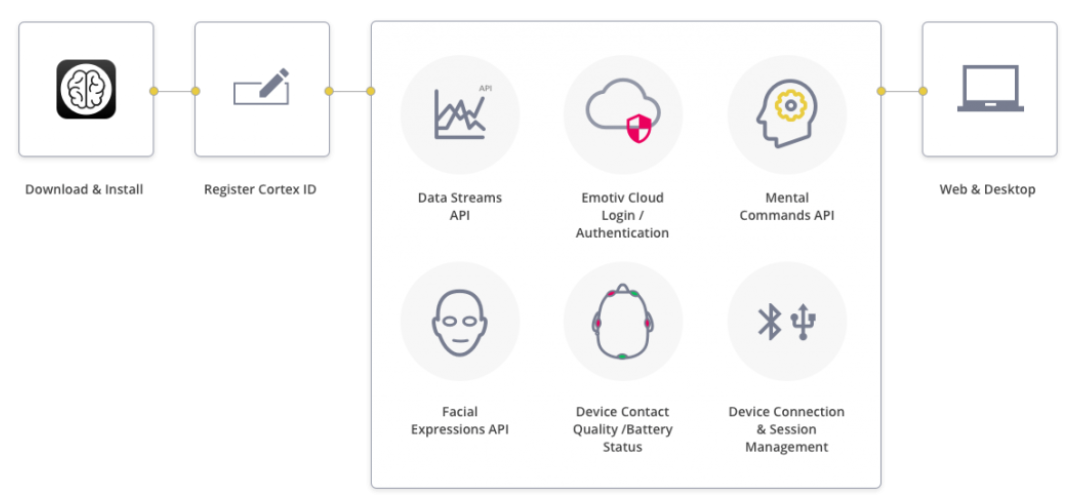 Download & Install
Register Cortex ID
API
Data Streams
API
Emotiv Cloud
Login /
Authentication
Mental
Commands API
Facial
Expressions API
Device Contact
Quality /Battery
Status
Device Connection
& Session
Management
Web & Desktop